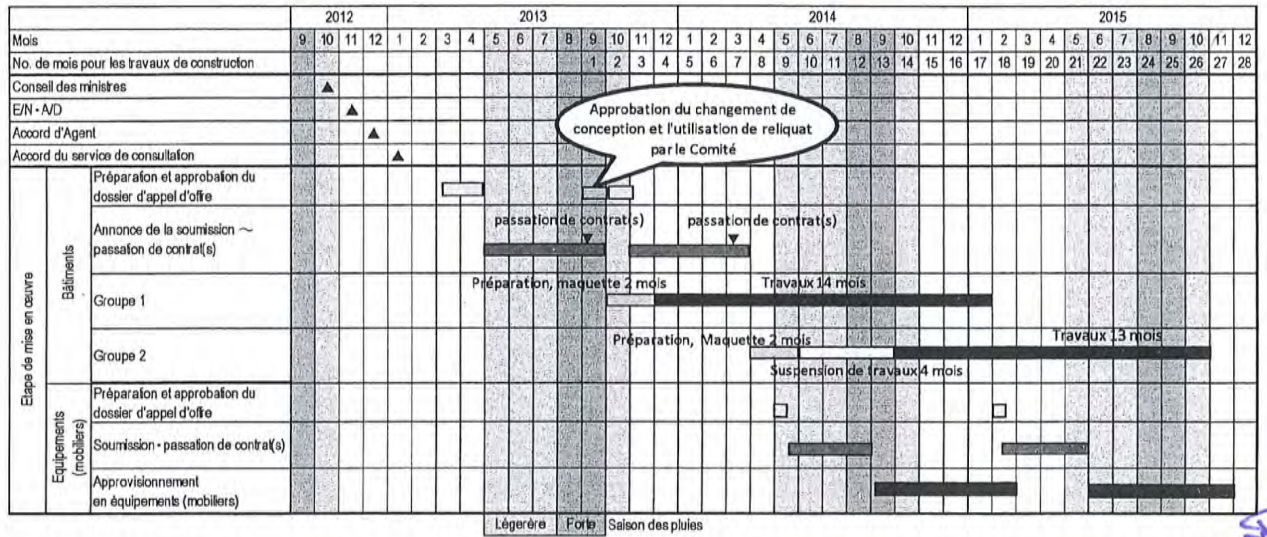 2012 2013 2014 2015
Mois 9 10 11 12 1 2 3 4 5 6 7 8 9 10 11 12 1 2 3 4 5 6 7 8 9 10 11 12 1 2 3 4 5 6 7 8 9 10 11 12
No. de mois pour les travaux de construction 1 2 3 4 5 6 7 8 9 10 11 12 13 14 15 16 17 18 19 20 21 22 23 24 25 26 27 28
Conseil des ministres
E/N・A/D
Accord d'Agent
Accord du service de consultation
Approbation du changement de
conception et l'utilisation de reliquat
par le Comité
Etape de mise en œuvre
Bâtiments
Préparation et approbation du
dossier d'appel d'offre
Annonce de la soumission ～
passation de contrat(s)
passation de contrat(s) passation de contrat(s)
Groupe 1
Préparation, maquette 2 mois Travaux 14 mois
Groupe 2
Préparation, Maquette 2 mois Travaux 13 mois
Suspension de travaux 4 mois
Equipements
(mobiliers)
Préparation et approbation du
dossier d'appel d'offre
Soumission・passation de contrat(s)
Approvisionnement
en équipements (mobiliers)
Légerère Forte Saison des pluies